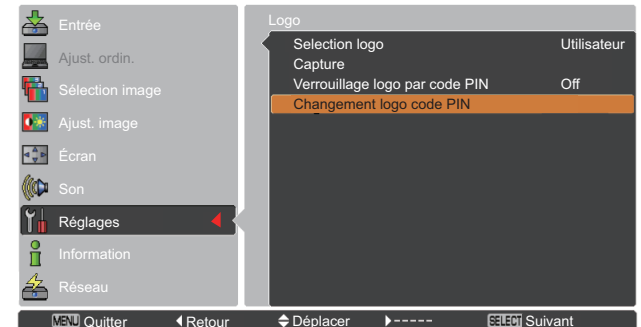 Entrée
Ajust. ordin.
Sélection image
Ajust. image
Écran
Son
Réglages
Information
Réseau
Logo
Selection logo Utilisateur
Capture
Verrouillage logo par code PIN Off
Changement logo code PIN
MENU Quitter Retour Déplacer ----- SELECT Suivant